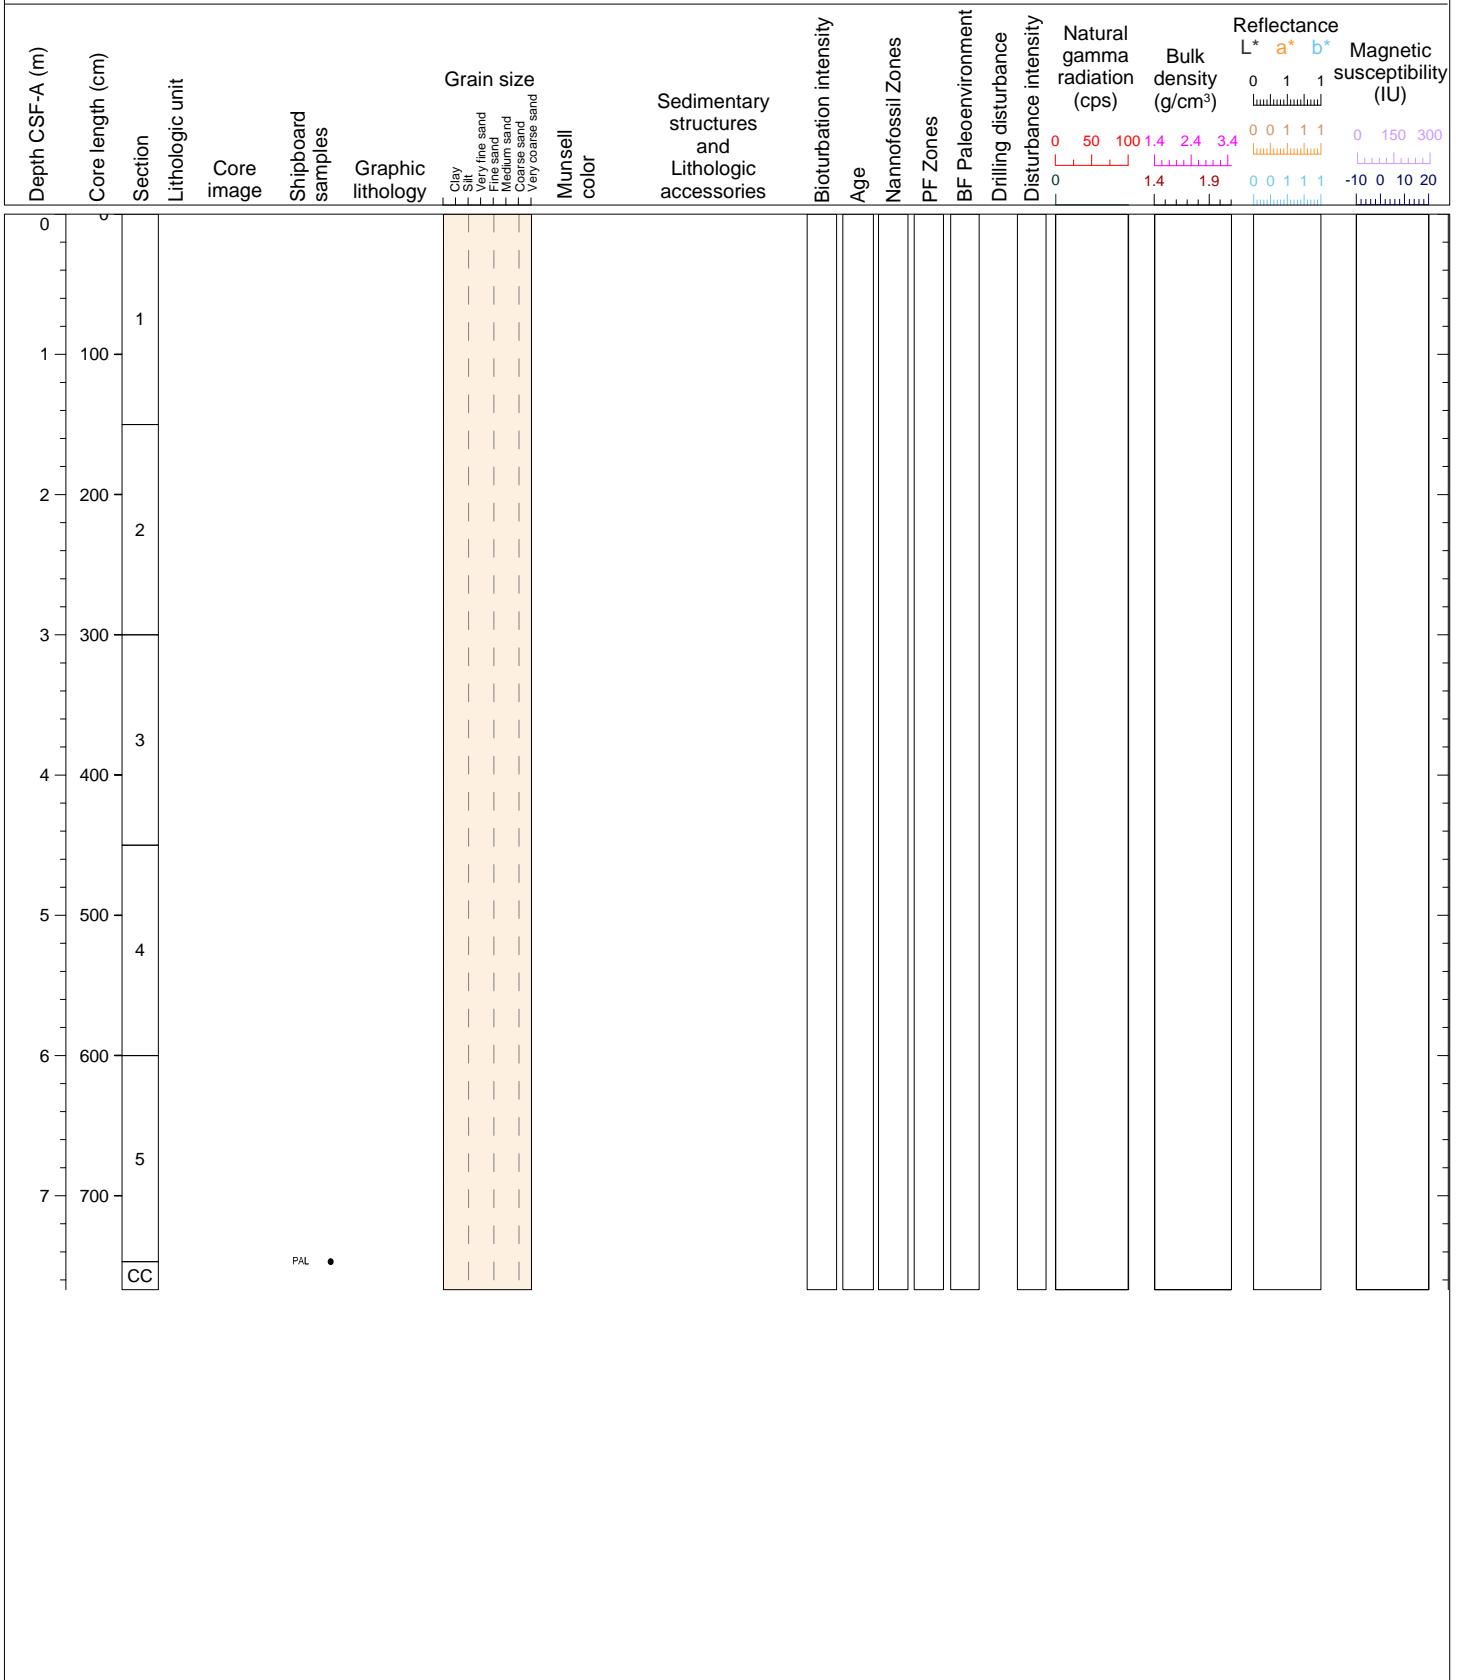 Depth CSF-A (m)
Core length (cm)
Section
Lithologic unit
Core
image
Shipboard
samples
Graphic
lithology
Grain size
Clay
Silt
Very fine sand
Fine sand
Medium sand
Coarse sand
Very coarse sand
Munsell
color
Sedimentary
structures
and
Lithologic
accessories
Bioturbation intensity
Age
Nannofossil Zones
PF Zones
BF Paleoenvironment
Drilling disturbance
Disturbance intensity
Natural
gamma
radiation
(cps)
0 50 100
0
Bulk
density
(g/cm³)
1.4 2.4 3.4
1.4 1.9
Reflectance
L* a* b*
0 1 1
0 0 1 1 1
0 0 1 1 1
Magnetic
susceptibility
(IU)
0 150 300
-10 0 10 20
0 0
1
1 100
2 200
2
3 300
3
4 400
5 500
4
6 600
5
7 700
PAL
CC